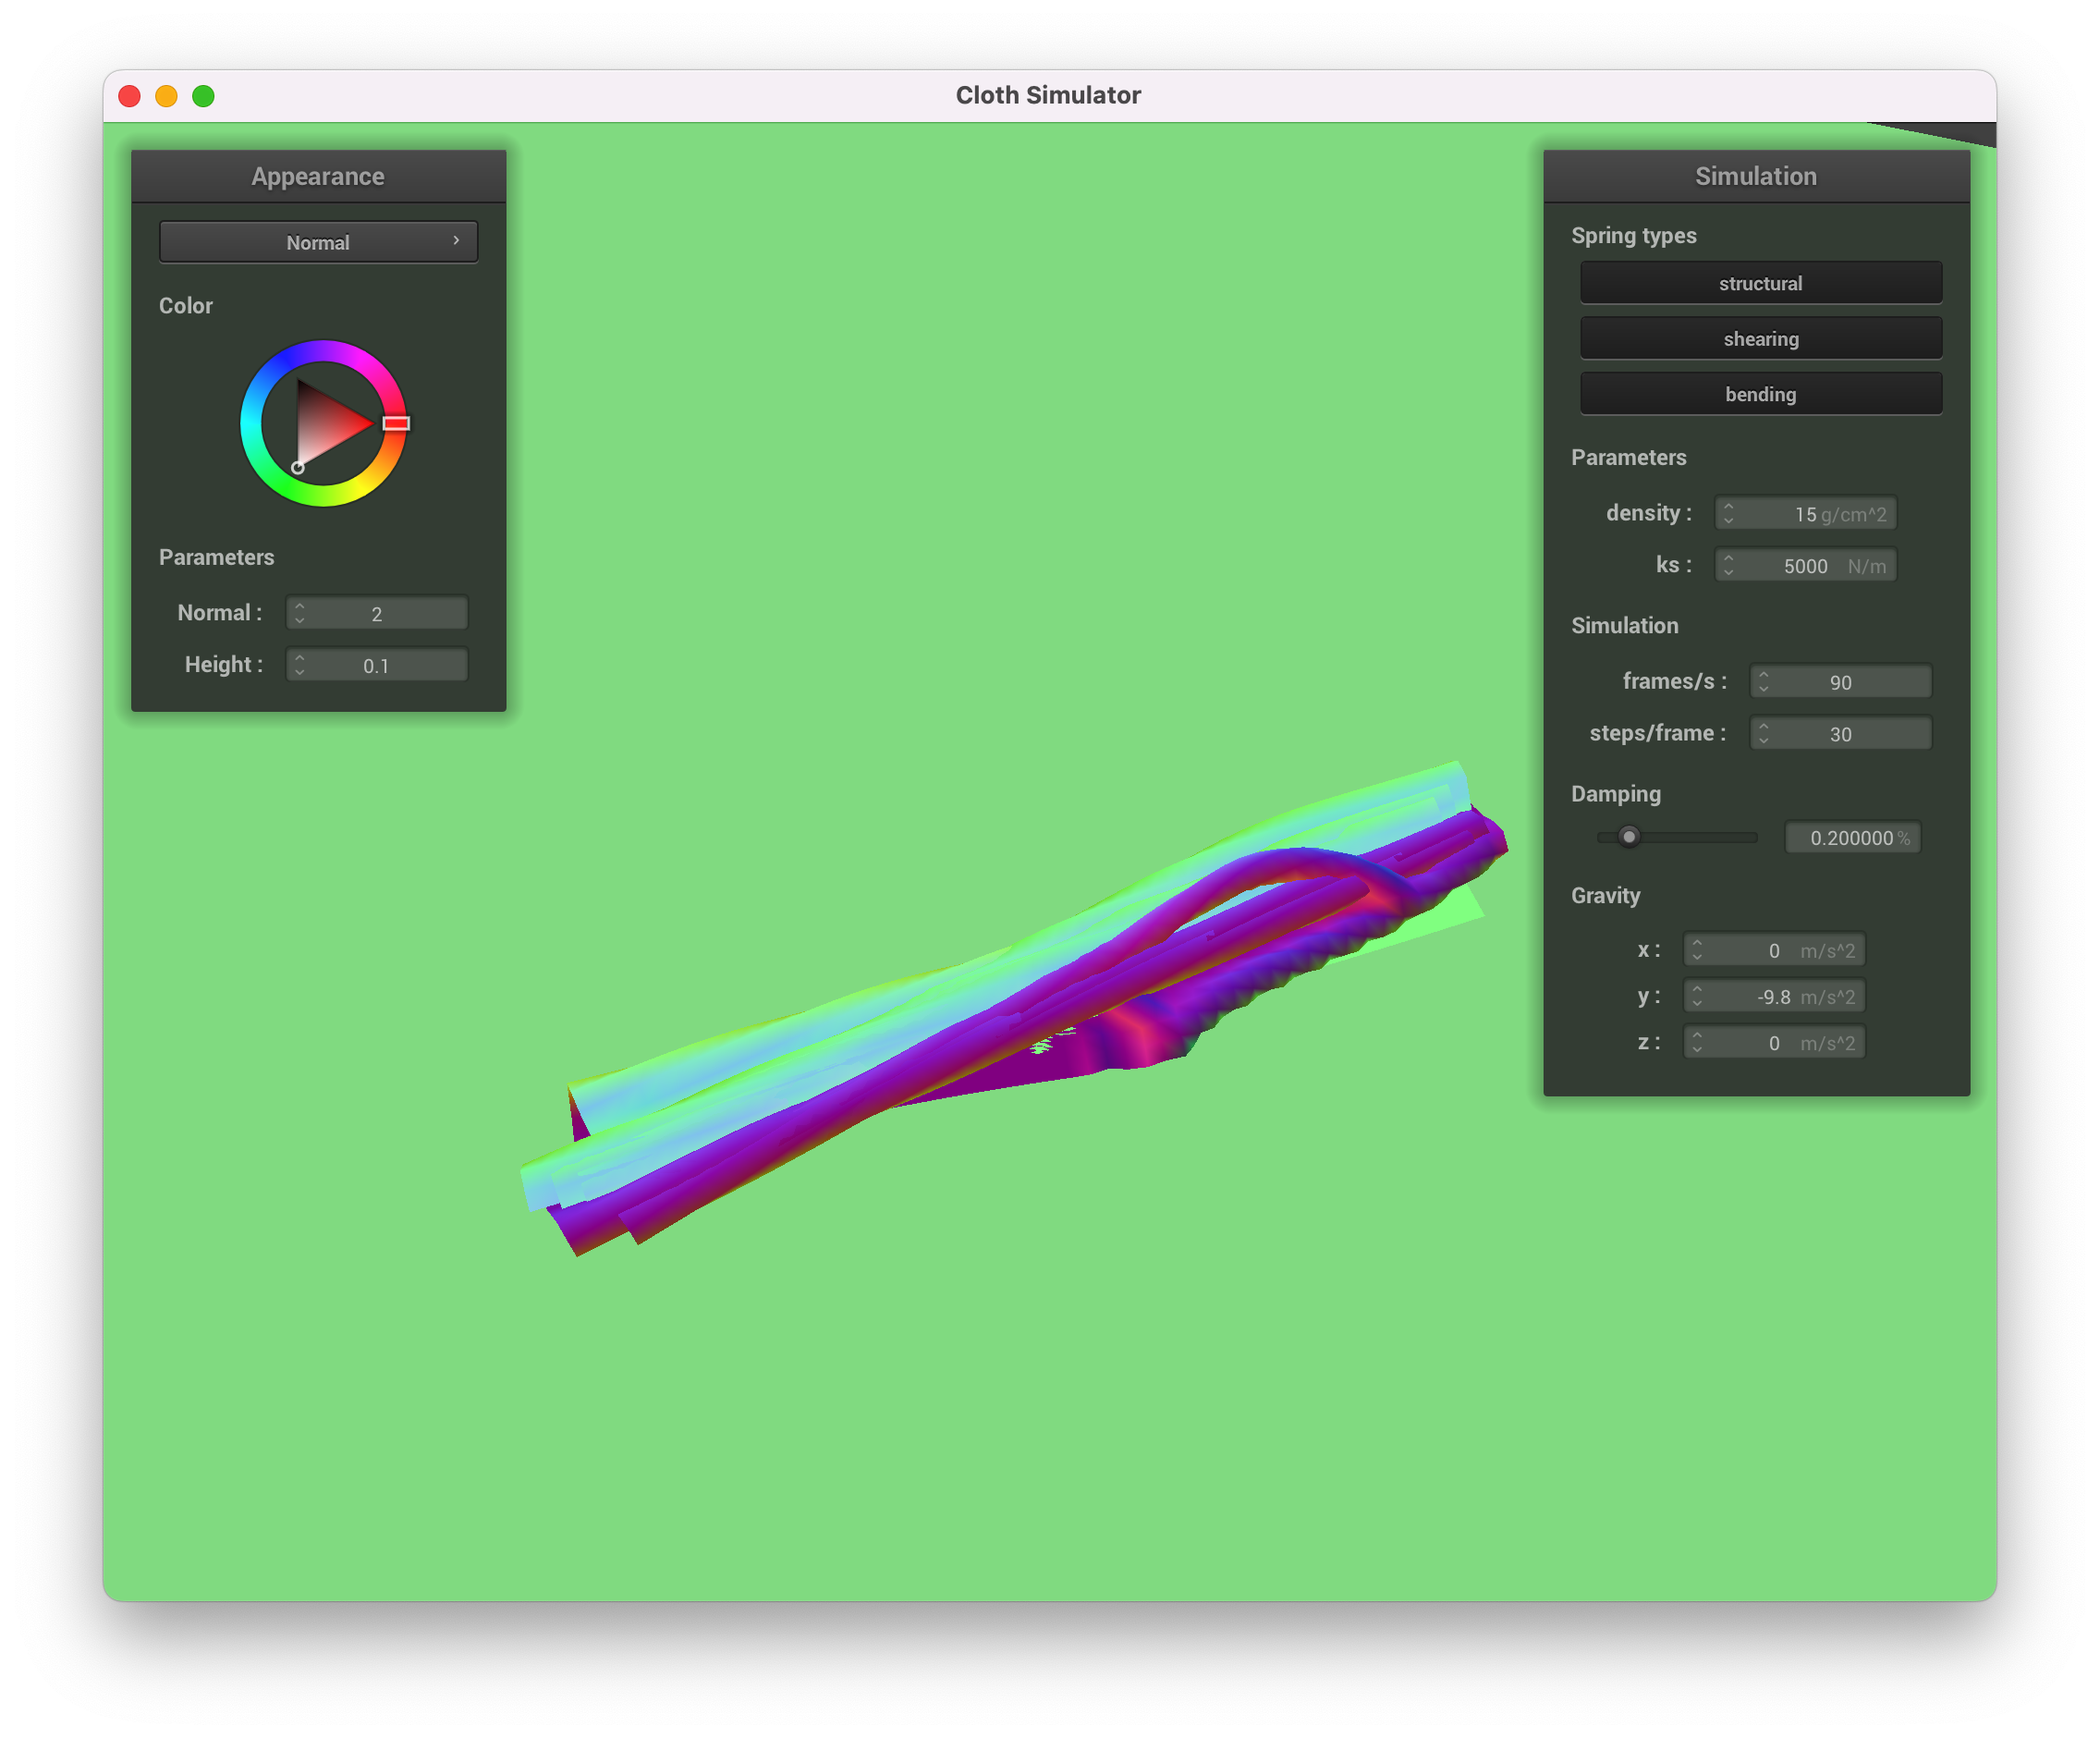 Cloth Simulator
Appearance
Normal
Color
Parameters
Normal : 2
Height : 0.1
Simulation
Spring types
structural
shearing
bending
Parameters
density : 15 g/cm^2
ks : 5000 N/m
Simulation
frames/s : 90
steps/frame : 30
Damping
0.200000 %
Gravity
x : 0 m/s^2
y : -9.8 m/s^2
z : 0 m/s^2